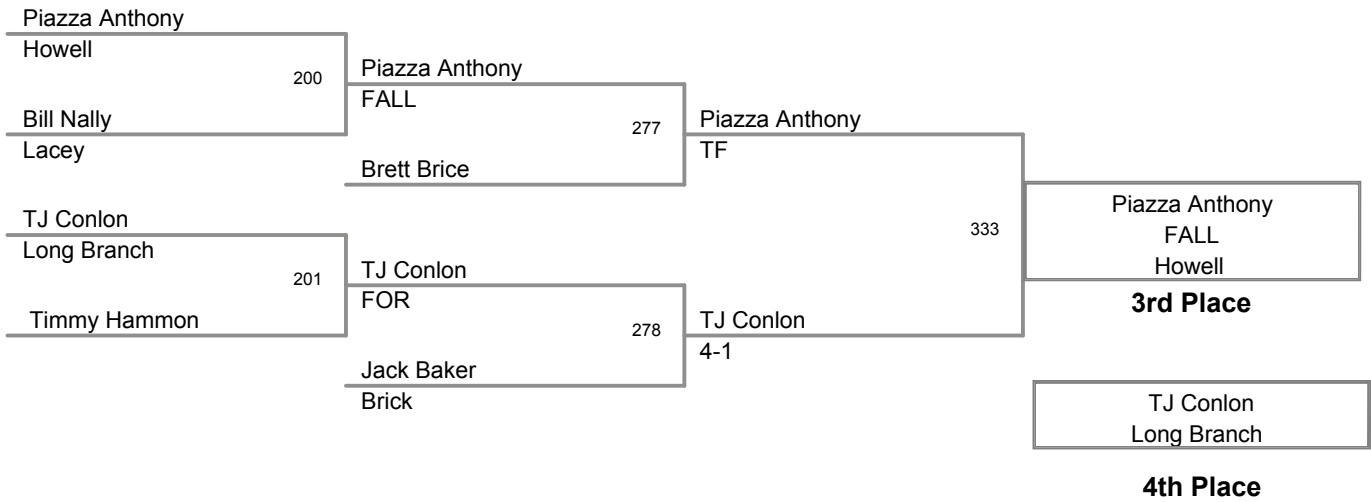 Piazza Anthony
Howell
200
Bill Nally
Lacey
Piazza Anthony
FALL
277
Brett Brice
Piazza Anthony
TF
TJ Conlon
Long Branch
201
Timmy Hammon
TJ Conlon
FOR
278
Jack Baker
Brick
TJ Conlon
4-1
333
Piazza Anthony
FALL
Howell
3rd Place
TJ Conlon
Long Branch
4th Place